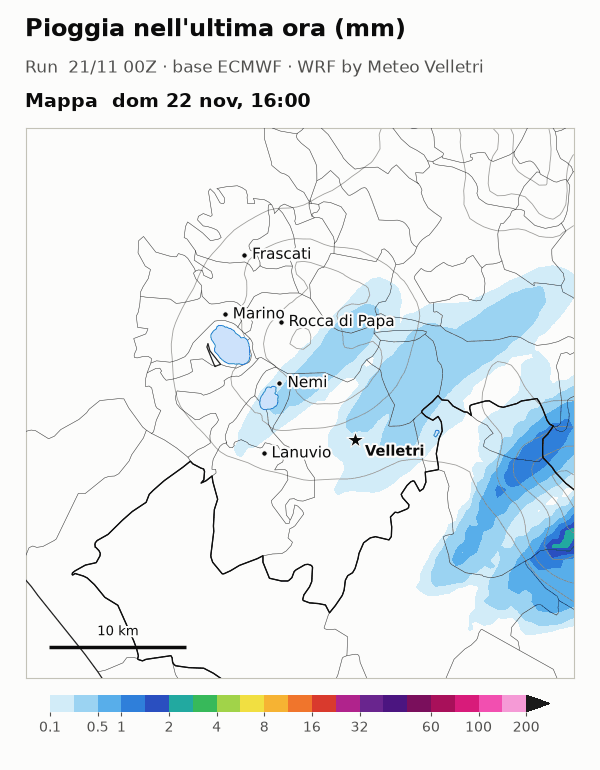 Pioggia nell'ultima ora (mm)
Run  21/11 00Z · base ECMWF · WRF by Meteo Velletri
Mappa  dom 22 nov, 16:00
Frascati
Marino
Rocca di Papa
Nemi
Velletri
Lanuvio
10 km
0.1 0.5 1 2 4 8 16 32 60 100 200